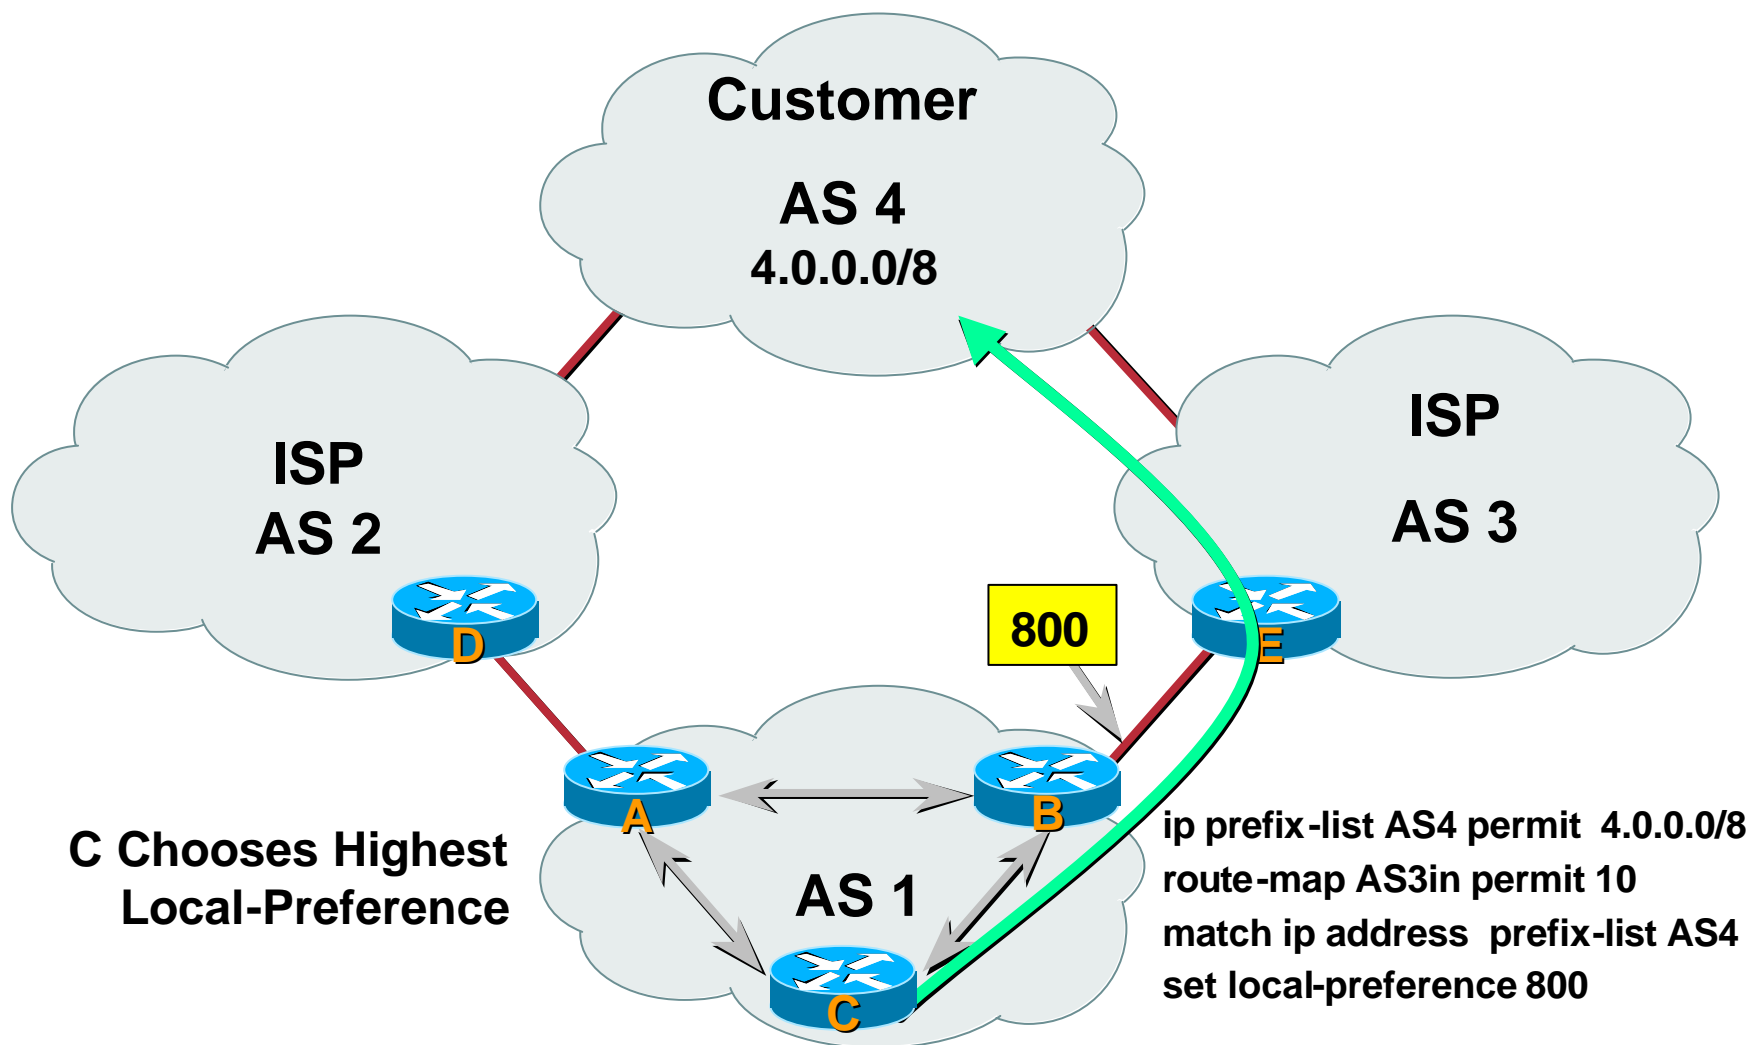 Customer
AS 4
4.0.0.0/8
ISP
AS 2
ISP
AS 3
D
800
E
A
B
C Chooses Highest
Local-Preference
AS 1
C
ip prefix-list AS4 permit 4.0.0.0/8
route-map AS3in permit 10
match ip address prefix-list AS4
set local-preference 800